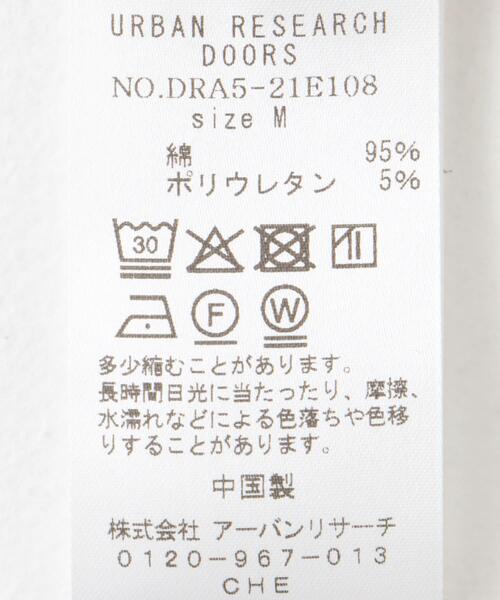 URBAN RESEARCH
DOORS
NO.DRA5-21E108
size M
綿 95%
ポリウレタン 5%
30
F W
多少縮むことがあります。
長時間日光に当たったり、摩擦、
水濡れなどによる色落ちや色移
りすることがあります。
中国製
株式会社 アーバンリサーチ
0120-967-013
CHE